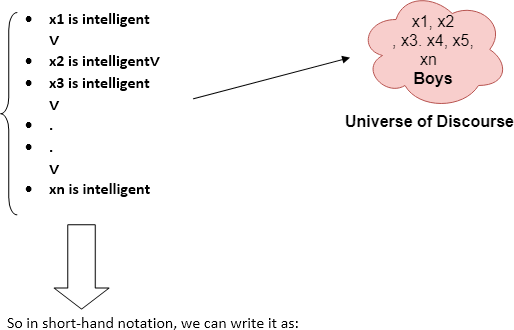 • x1 is intelligent
V
• x2 is intelligentV
• x3 is intelligent
V
• .
• .
V
• xn is intelligent
x1, x2
, x3. x4, x5,
xn
Boys
Universe of Discourse
So in short-hand notation, we can write it as: